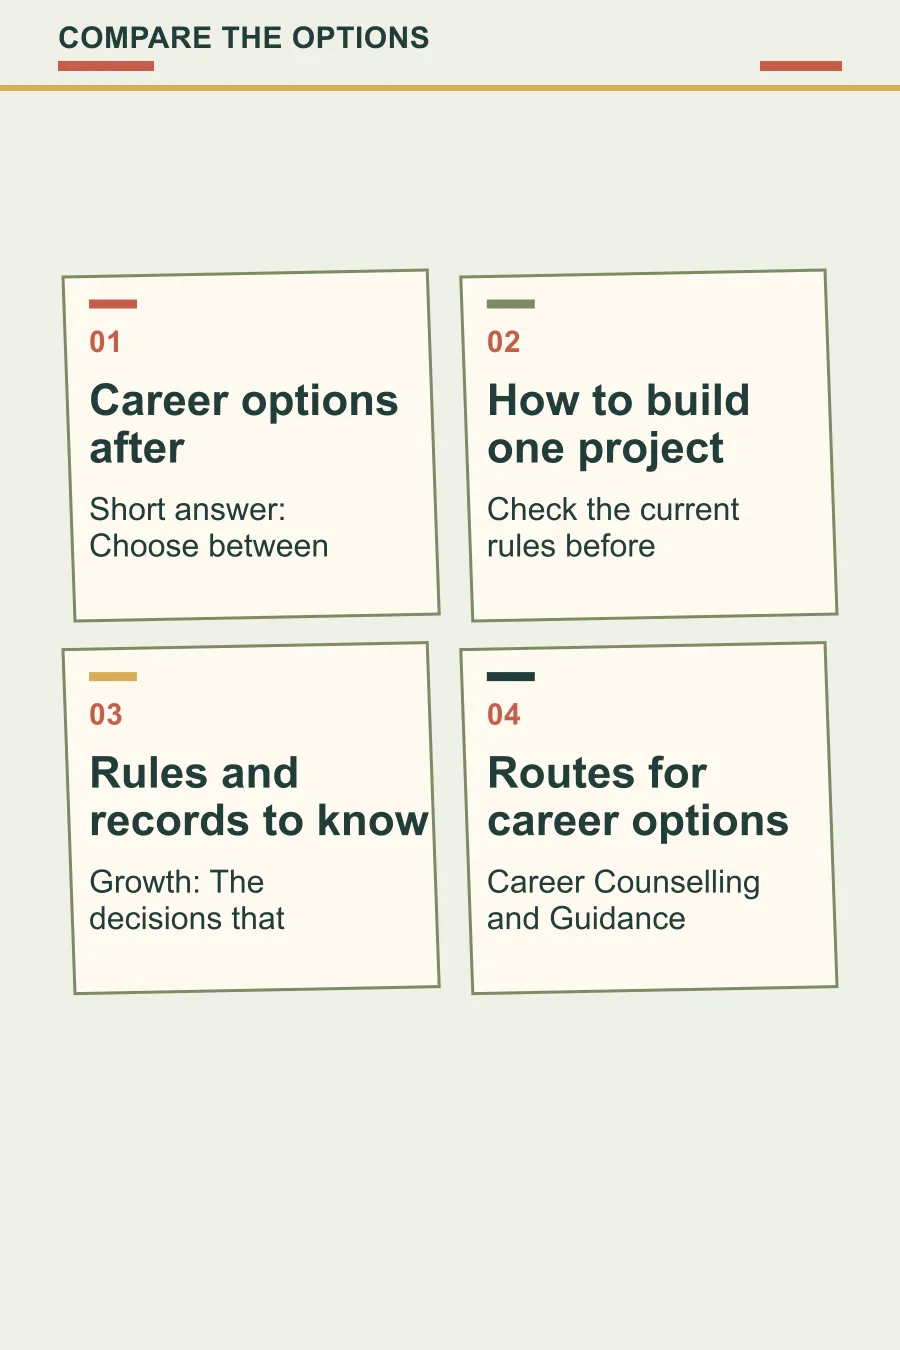 COMPARE THE OPTIONS
01
Career options
after
Short answer:
Choose between
02
How to build
one project
Check the current
rules before
03
Rules and
records to know
Growth: The
decisions that
04
Routes for
career options
Career Counselling
and Guidance